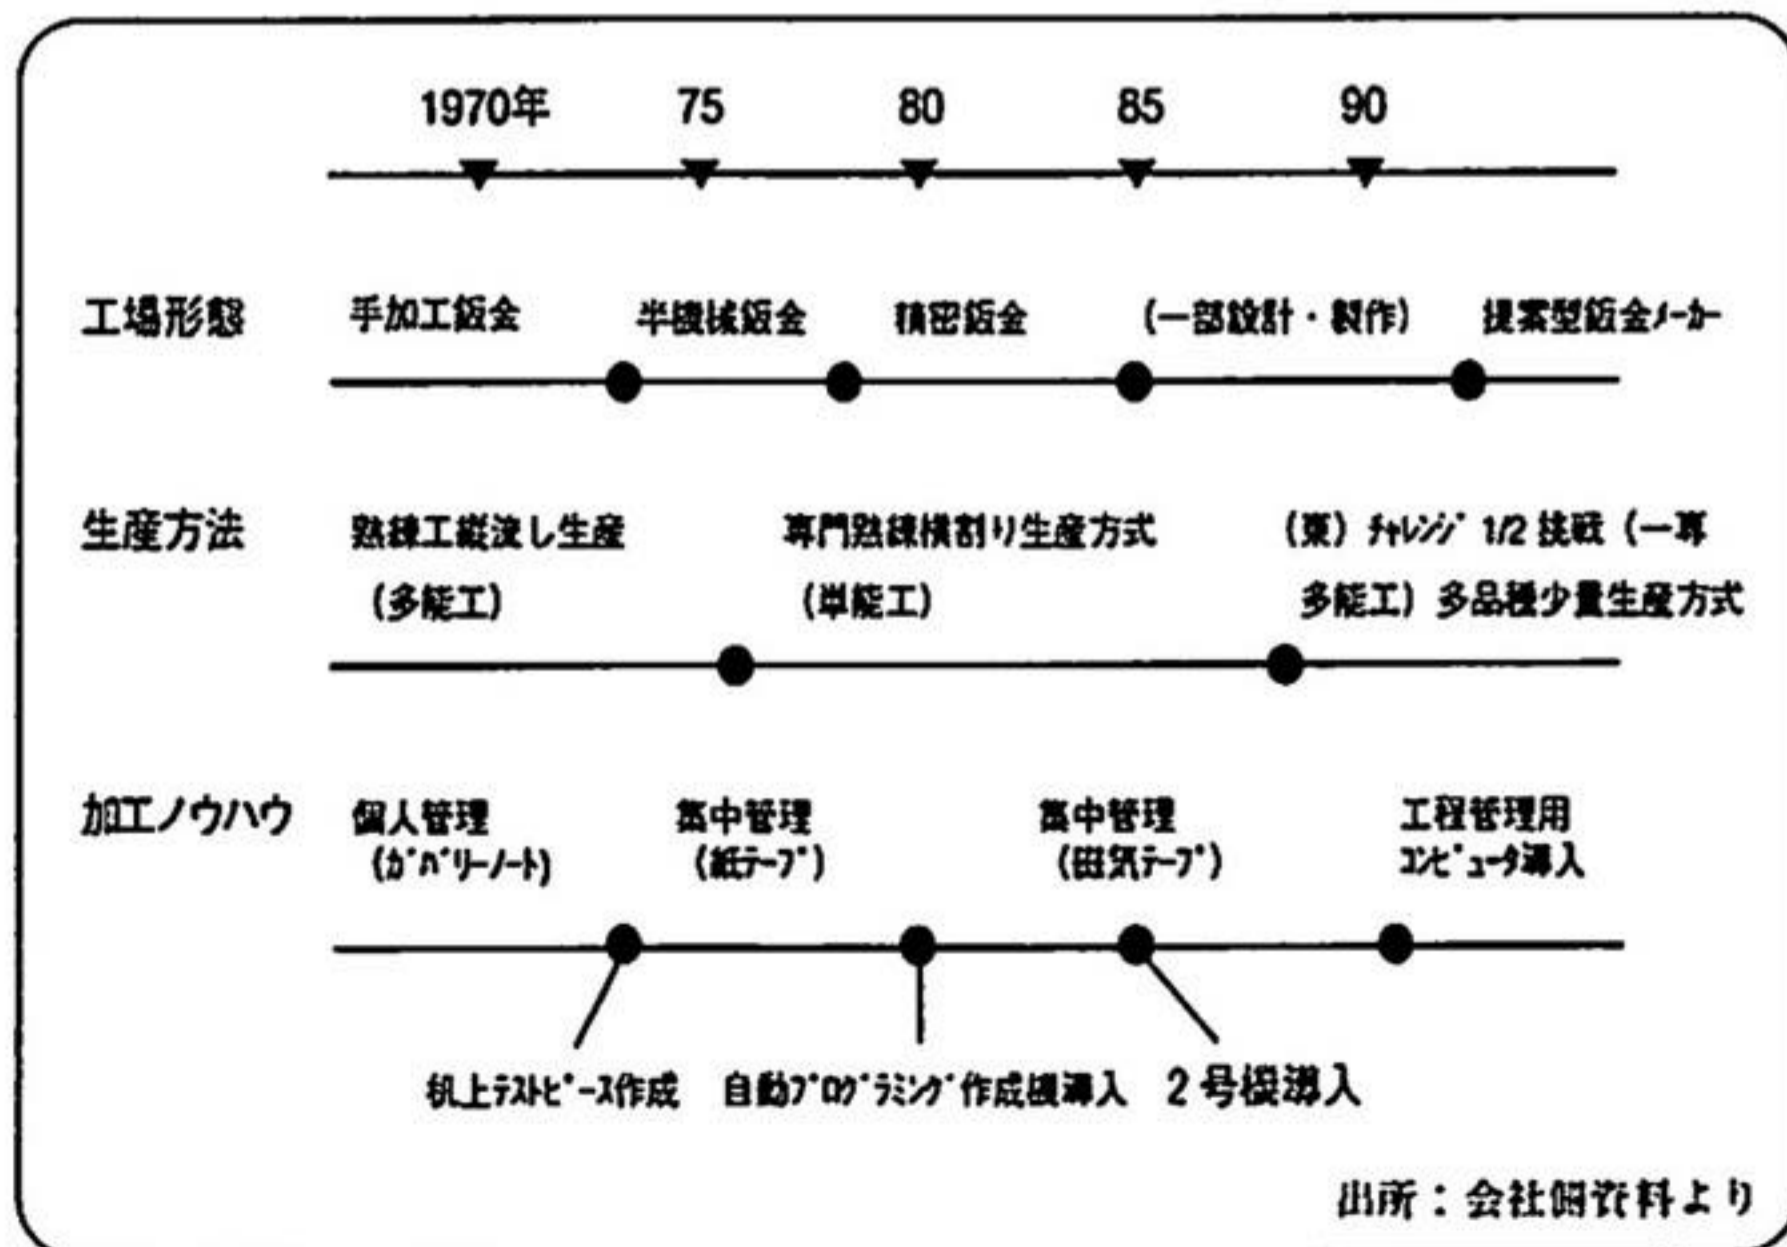 1970年 75 80 85 90
工場形態 手加工鈑金 半機械鈑金 精密鈑金 (一部設計・製作) 提案型鈑金メーカー
生産方法 熟練工縦流し生産 専門熟練横割り生産方式 (東) チャレンジ 1/2 挑戦 (一専
(多能工) (単能工) 多能工) 多品種少量生産方式
加工ノウハウ 個人管理 集中管理 集中管理 工程管理用
(ガバリーノート) (紙テープ) (磁気テープ) コンピュータ導入
机上テストピース作成 自動プログラミング作成機導入 2号機導入
出所：会社側資料より